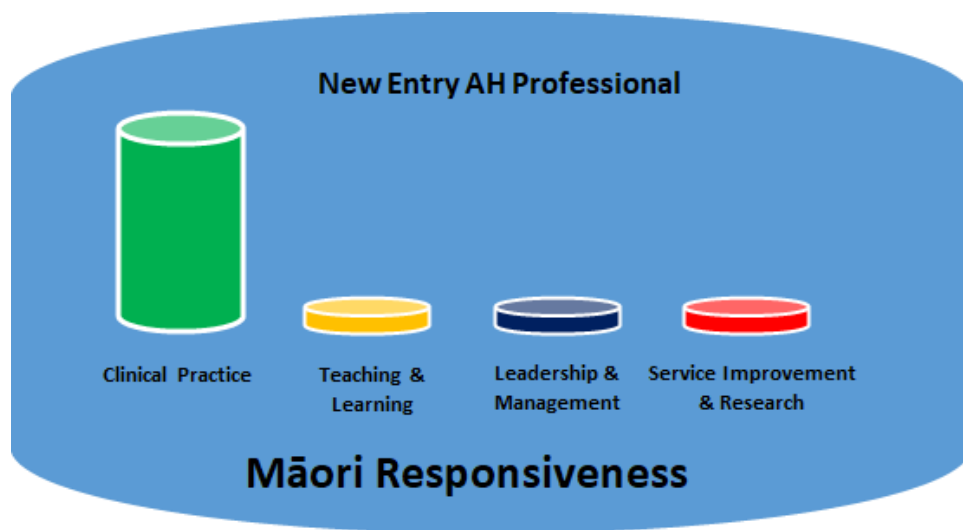 New Entry AH Professional
Clinical Practice
Teaching &
Learning
Leadership &
Management
Service Improvement
& Research
Māori Responsiveness